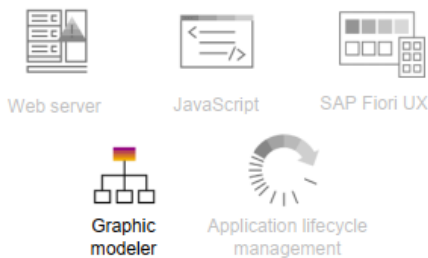 Web server
JavaScript
SAP Fiori UX
Graphic
modeler
Application lifecycle
management